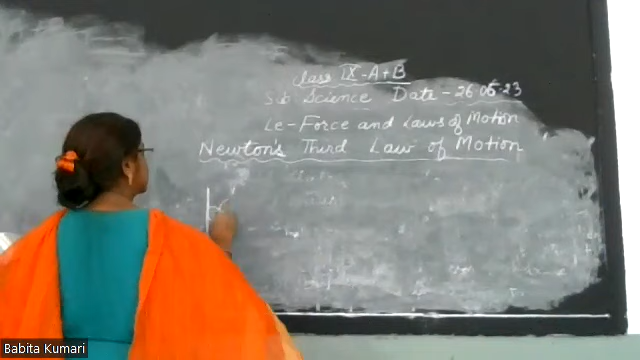 Class IX-A+B
Sub Science Date - 26.05.23
Le-Force and Laws of Motion
Newton's Third Law of Motion
Babita Kumari